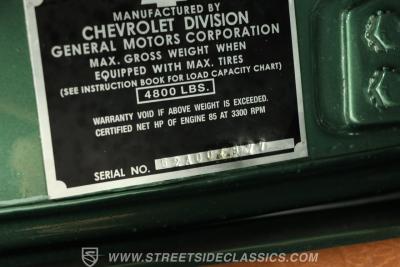 MANUFACTURED BY
CHEVROLET DIVISION
GENERAL MOTORS CORPORATION
MAX. GROSS WEIGHT WHEN
EQUIPPED WITH MAX. TIRES
(SEE INSTRUCTION BOOK FOR LOAD CAPACITY CHART)
4800 LBS.
WARRANTY VOID IF ABOVE WEIGHT IS EXCEEDED.
CERTIFIED NET HP OF ENGINE 85 AT 3300 RPM
SERIAL NO.
WWW.STREETSIDECLASSICS.COM